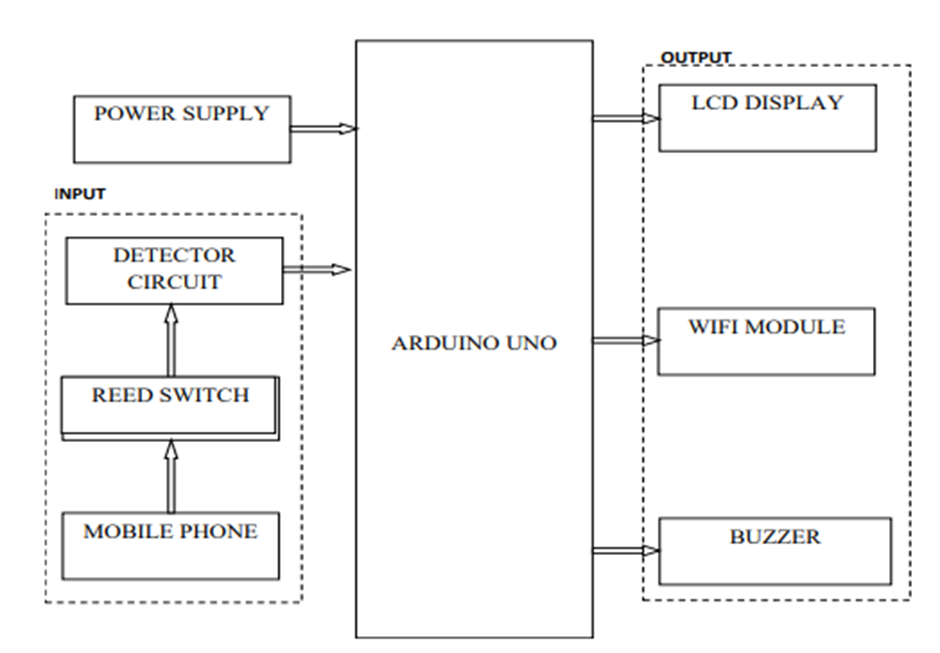 POWER SUPPLY
INPUT
DETECTOR
CIRCUIT
REED SWITCH
MOBILE PHONE
ARDUINO UNO
OUTPUT
LCD DISPLAY
WIFI MODULE
BUZZER